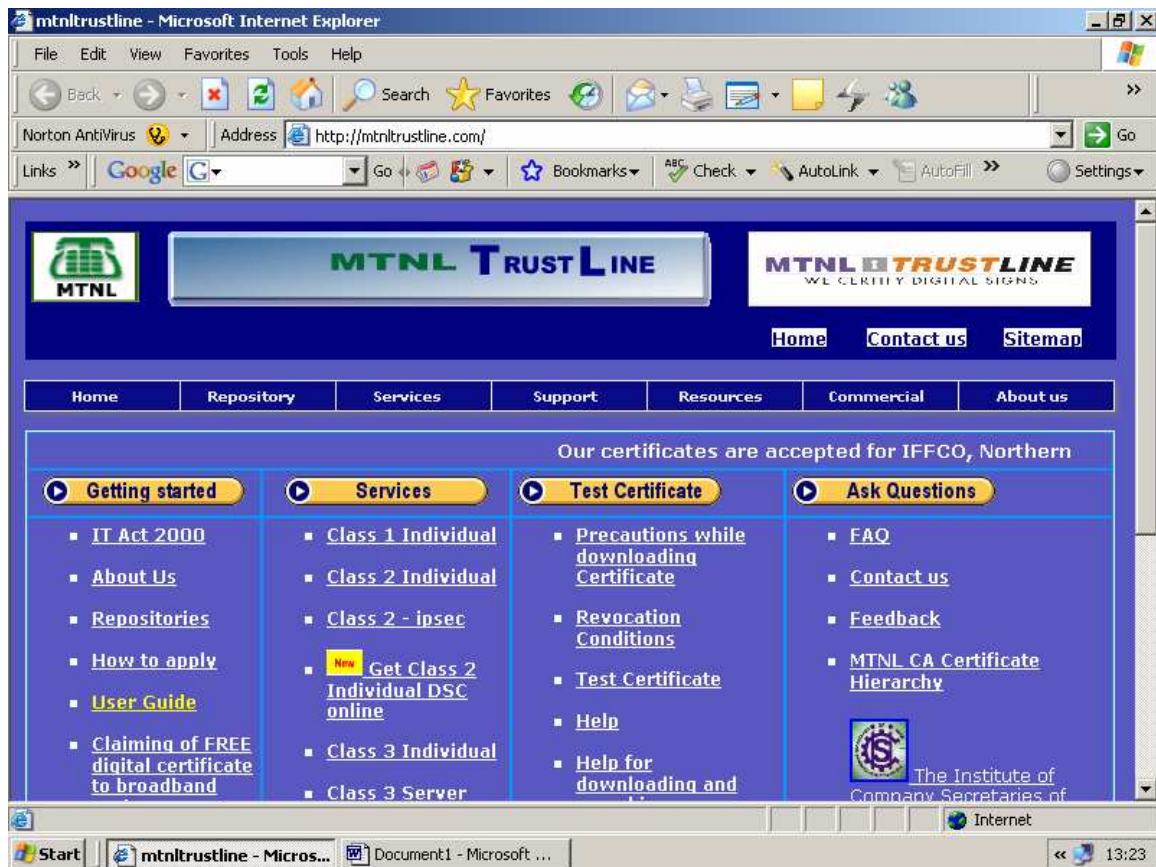 mtnltrustline - Microsoft Internet Explorer
File Edit View Favorites Tools Help
Back Search Favorites
Norton AntiVirus Address http://mtnltrustline.com/ Go
Links Google G Go Bookmarks ABC Check AutoLink AutoFill Settings
MTNL
MTNL TRUST LINE
MTNL TRUSTLINE
WE CERTIFY DIGITAL SIGNS
Home Contact us Sitemap
Home Repository Services Support Resources Commercial About us
Our certificates are accepted for IFFCO, Northern
Getting started
IT Act 2000
About Us
Repositories
How to apply
User Guide
Claiming of FREE
digital certificate
to broadband
Services
Class 1 Individual
Class 2 Individual
Class 2 - ipsec
New Get Class 2
Individual DSC
online
Class 3 Individual
Class 3 Server
Test Certificate
Precautions while
downloading
Certificate
Revocation
Conditions
Test Certificate
Help
Help for
downloading and
Ask Questions
FAQ
Contact us
Feedback
MTNL CA Certificate
Hierarchy
The Institute of
Company Secretaries of
Internet
Start mtnltrustline - Micros... Document1 - Microsoft ... 13:23